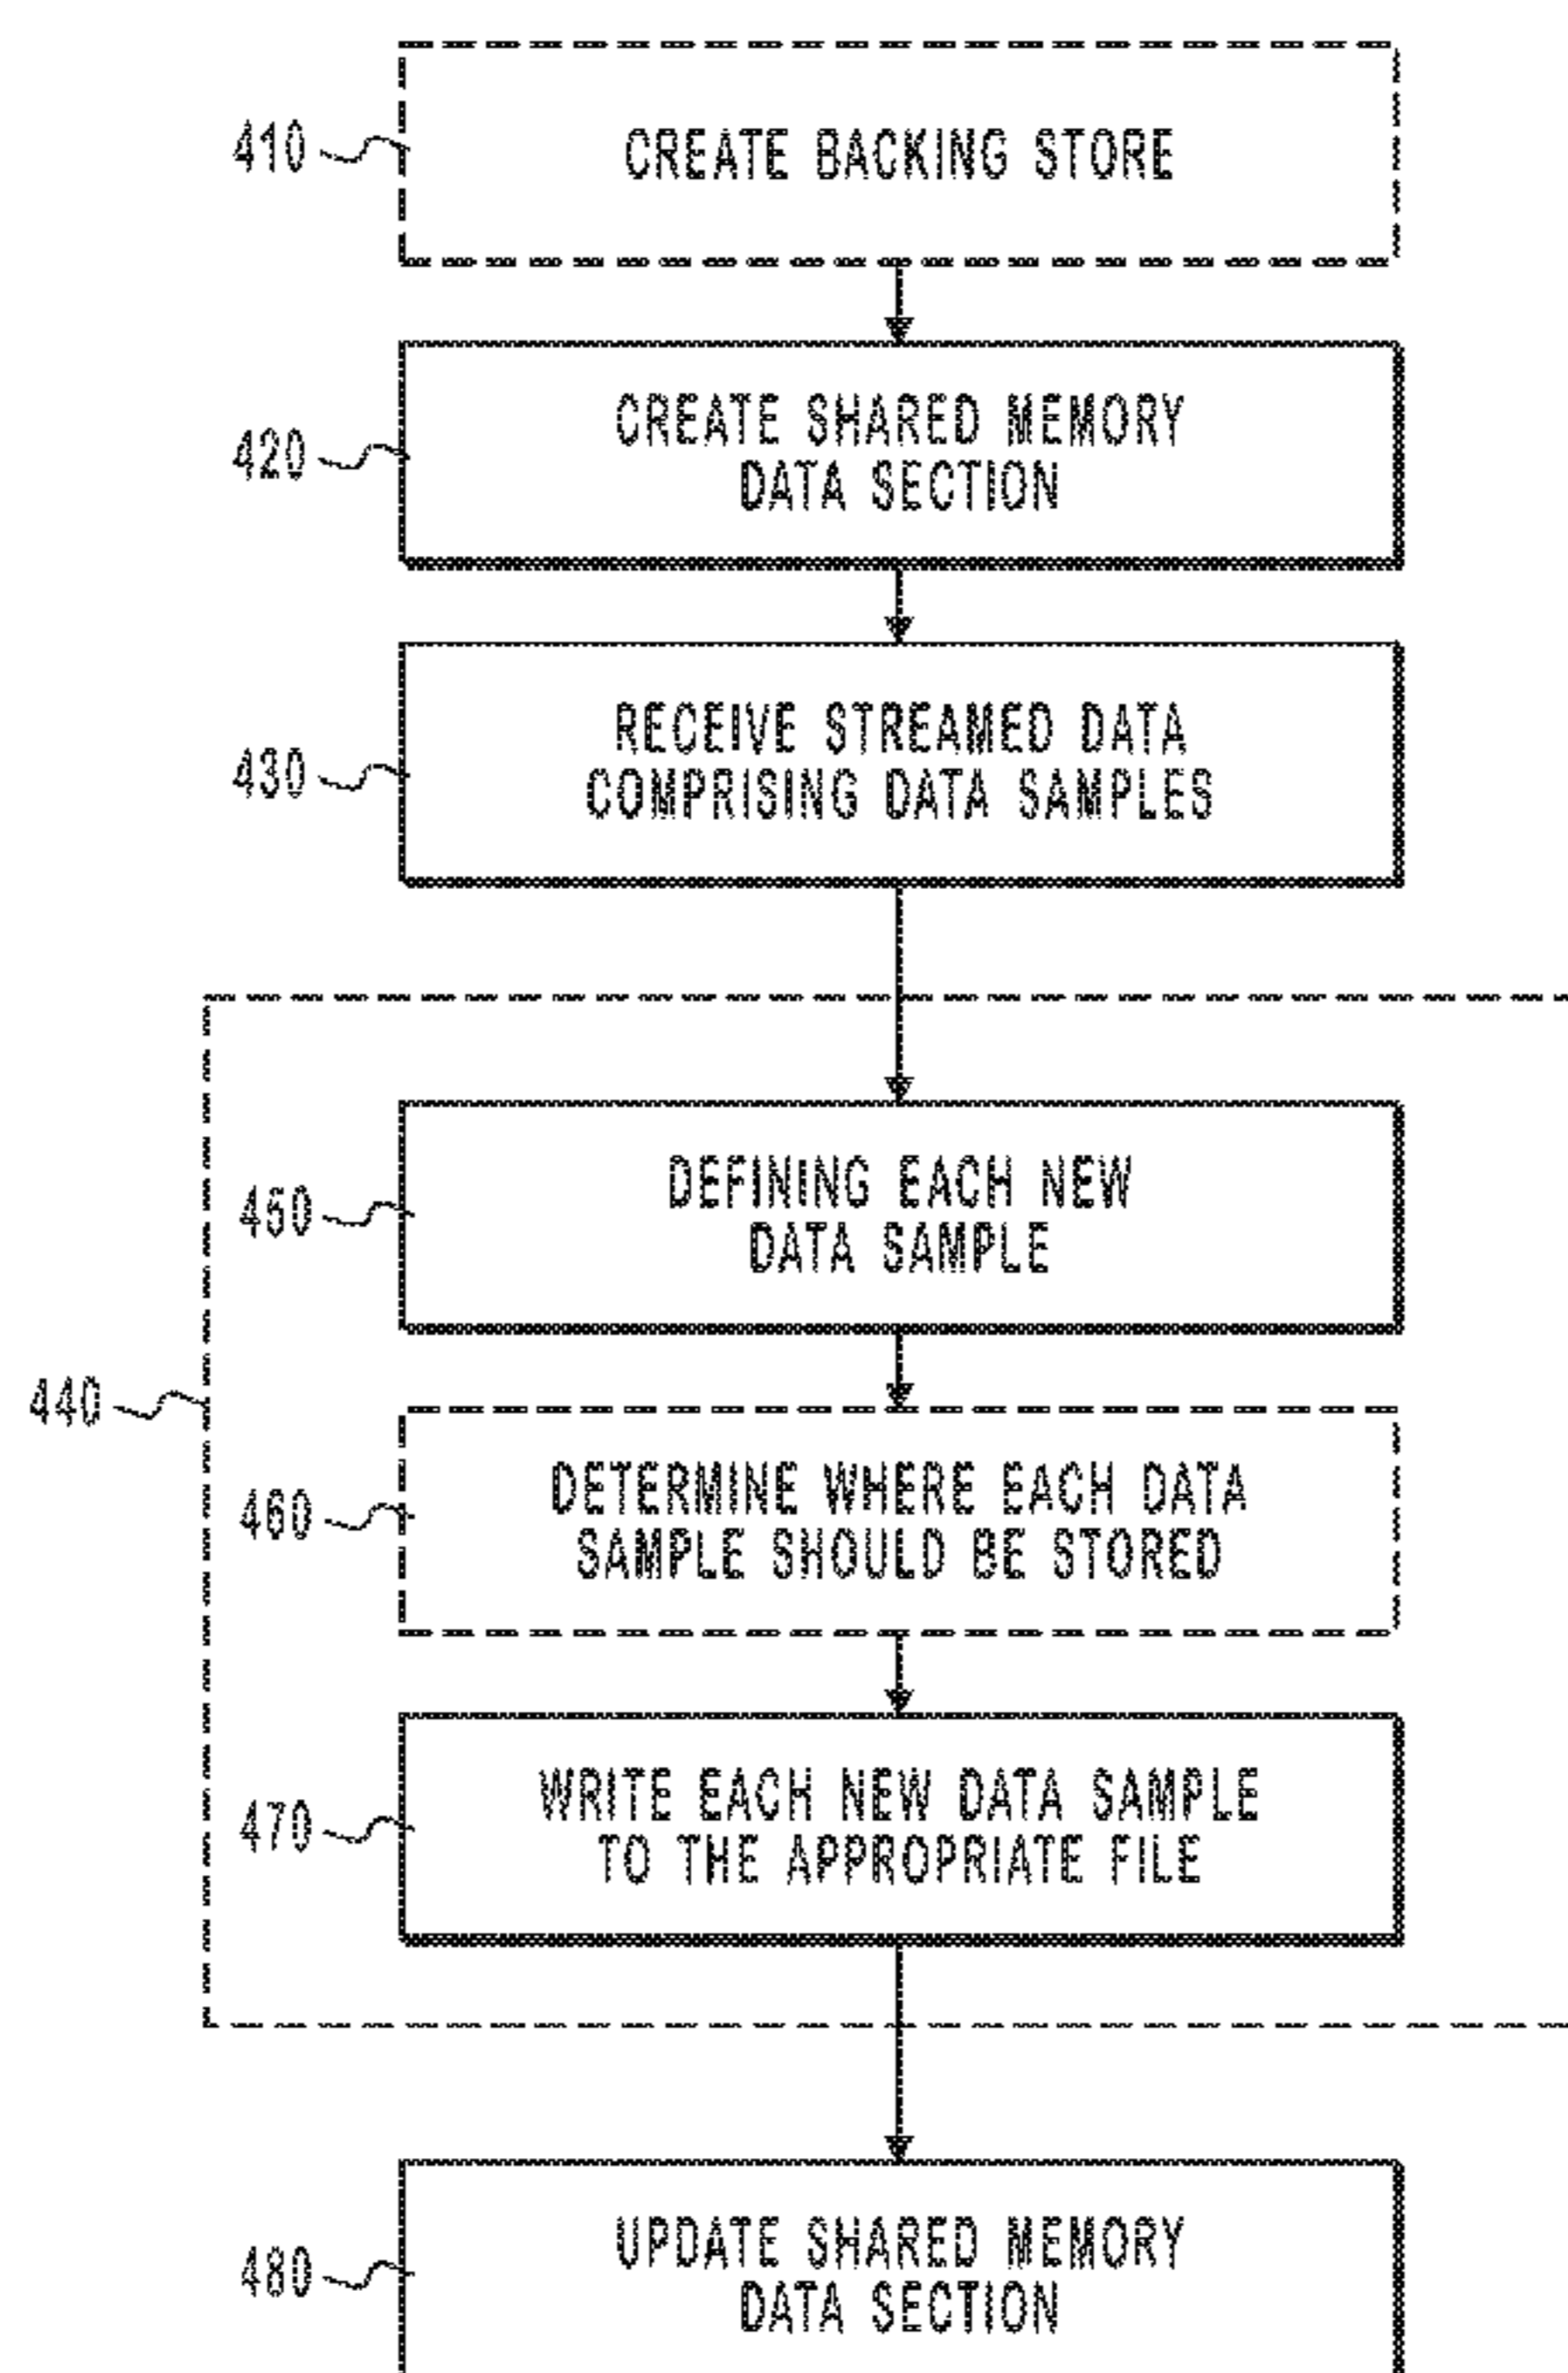 410
CREATE BACKING STORE
420
CREATE SHARED MEMORY
DATA SECTION
430
RECEIVE STREAMED DATA
COMPRISING DATA SAMPLES
440
450
DEFINING EACH NEW
DATA SAMPLE
460
DETERMINE WHERE EACH DATA
SAMPLE SHOULD BE STORED
470
WRITE EACH NEW DATA SAMPLE
TO THE APPROPRIATE FILE
480
UPDATE SHARED MEMORY
DATA SECTION